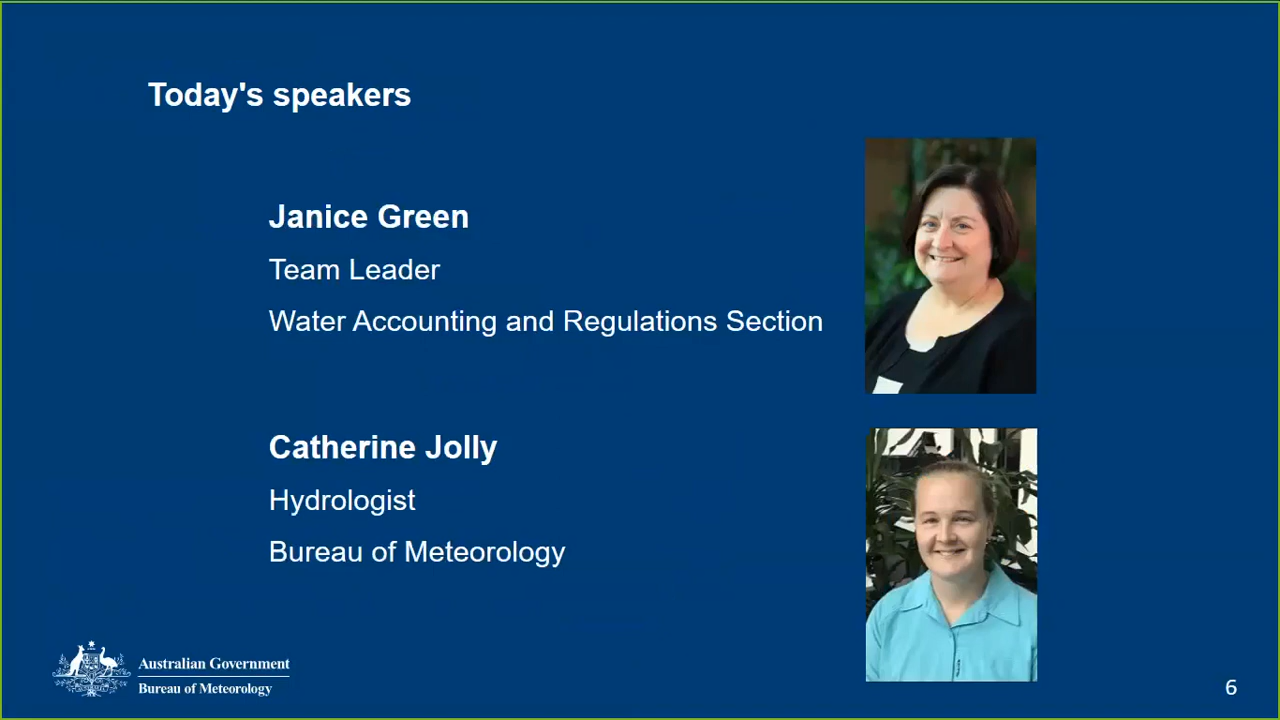 Today's speakers
Janice Green
Team Leader
Water Accounting and Regulations Section
Catherine Jolly
Hydrologist
Bureau of Meteorology
Australian Government
Bureau of Meteorology
6